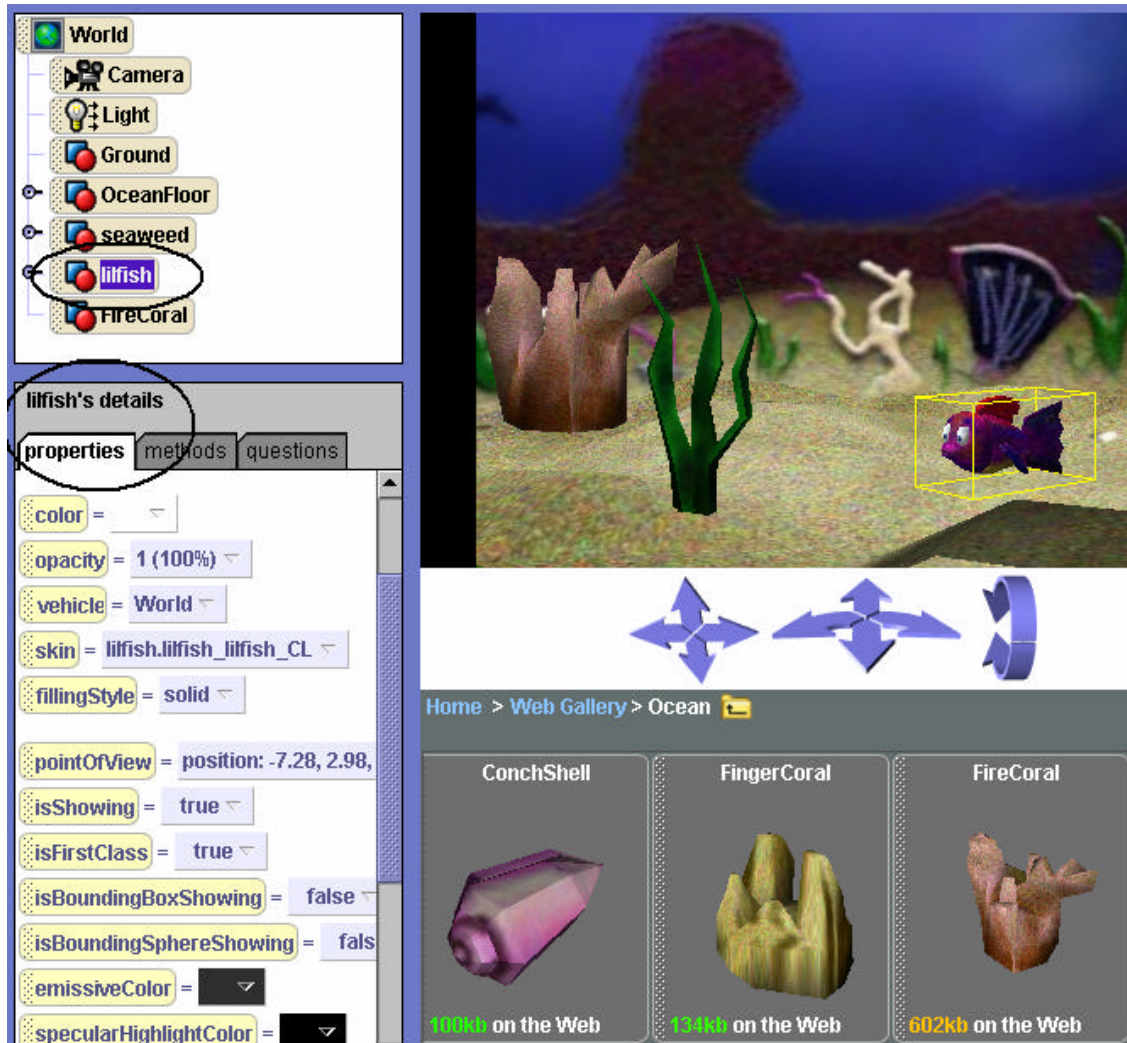 World
Camera
Light
Ground
OceanFloor
seaweed
lilfish
FireCoral
lilfish's details
properties methods questions
color =
opacity = 1 (100%)
vehicle = World
skin = lilfish.lilfish_lilfish_CL
fillingStyle = solid
pointOfView = position: -7.28, 2.98,
isShowing = true
isFirstClass = true
isBoundingBoxShowing = false
isBoundingSphereShowing = fals
emissiveColor =
specularHighlightColor =
Home > Web Gallery > Ocean
ConchShell
100kb on the Web
FingerCoral
134kb on the Web
FireCoral
602kb on the Web